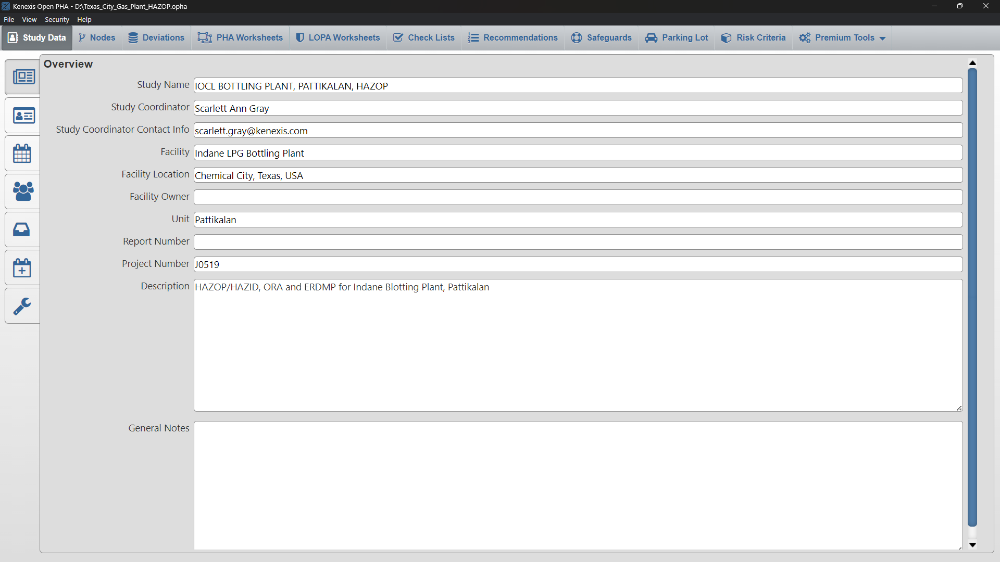 Kenexis Open PHA - D:\Texas_City_Gas_Plant_HAZOP.opha
File View Security Help
Study Data Nodes Deviations PHA Worksheets LOPA Worksheets Check Lists Recommendations Safeguards Parking Lot Risk Criteria Premium Tools
Overview
Study Name IOCL BOTTLING PLANT, PATTIKALAN, HAZOP
Study Coordinator Scarlett Ann Gray
Study Coordinator Contact Info scarlett.gray@kenexis.com
Facility Indane LPG Bottling Plant
Facility Location Chemical City, Texas, USA
Facility Owner
Unit Pattikalan
Report Number
Project Number J0519
Description HAZOP/HAZID, ORA and ERDMP for Indane Blotting Plant, Pattikalan
General Notes